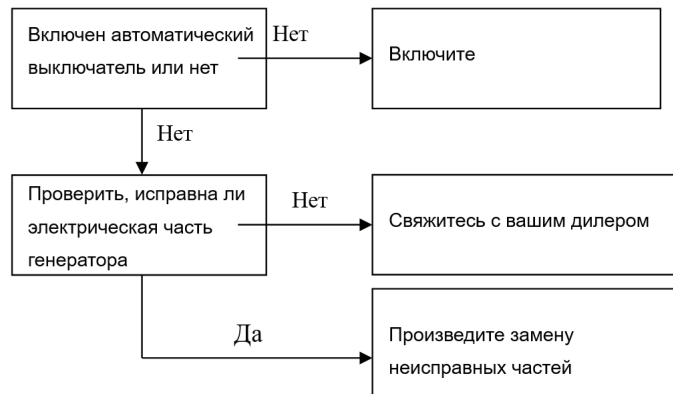 Включен автоматический
выключатель или нет
Нет
Включите
Нет
Проверить, исправна ли
электрическая часть
генератора
Нет
Свяжитесь с вашим дилером
Да
Произведите замену
неисправных частей